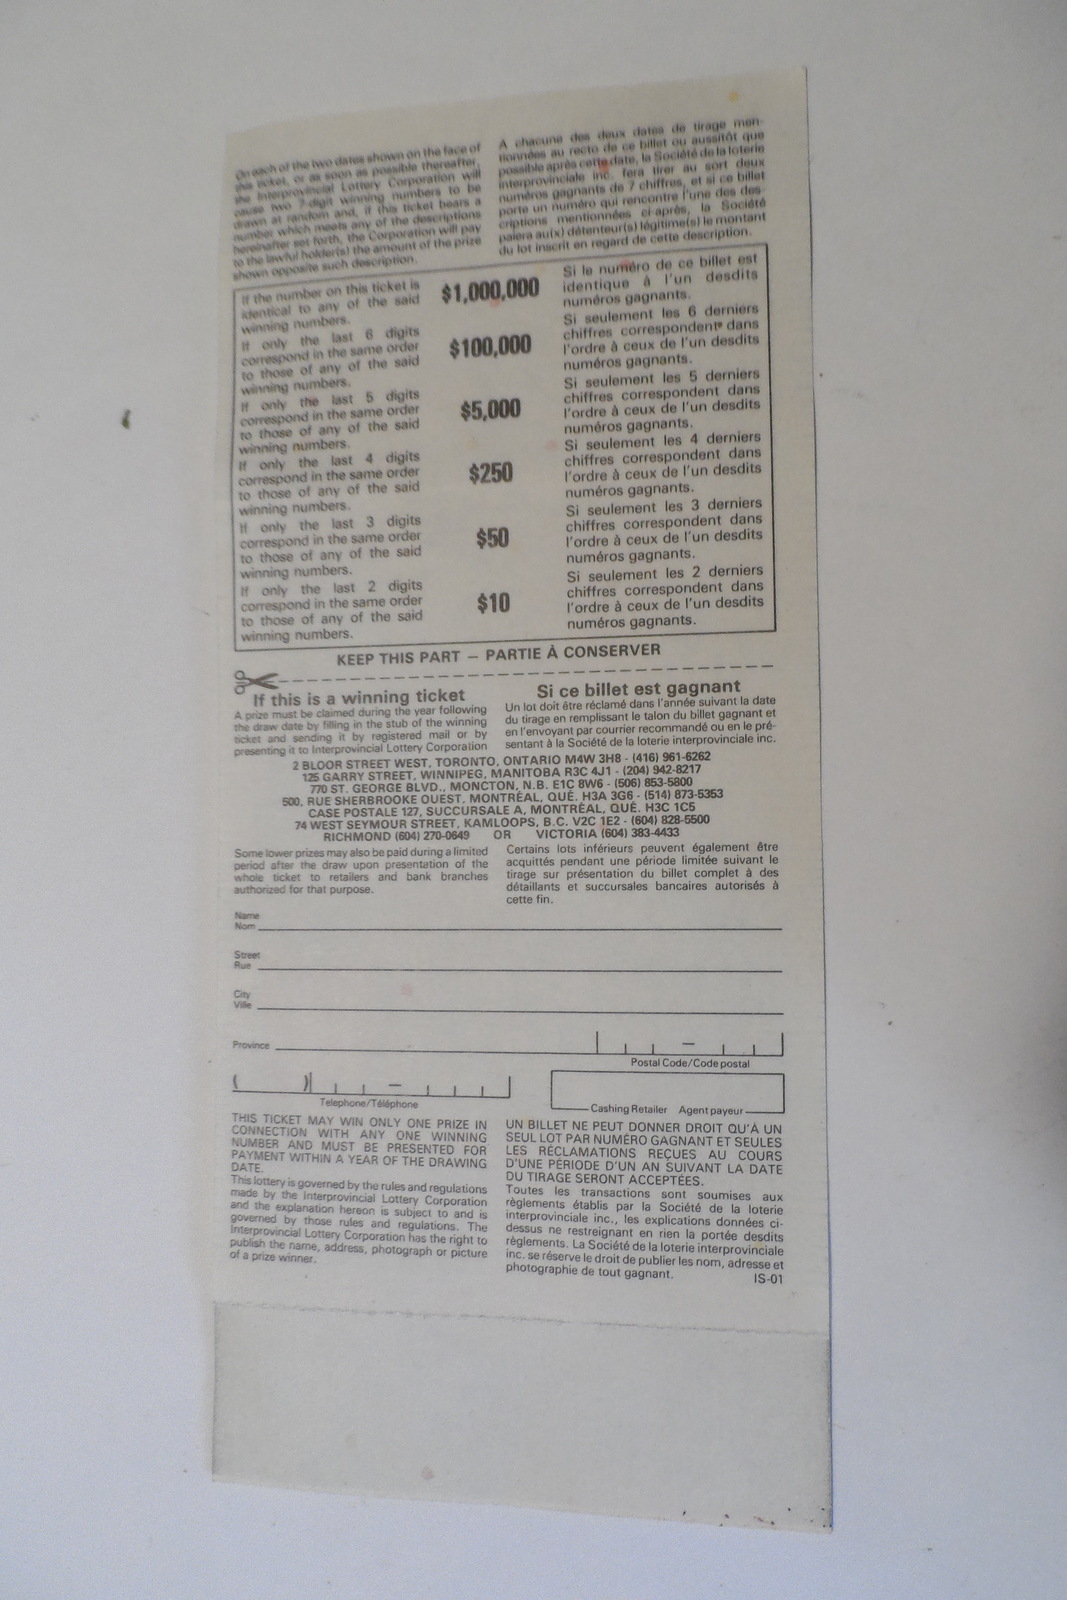 On each of the two dates shown on the face of
this ticket, or as soon as possible thereafter,
the Interprovincial Lottery Corporation will
cause two 7-digit winning numbers to be
drawn at random and, if this ticket bears a
number which meets any of the descriptions
hereinafter set forth, the Corporation will pay
to the lawful holder(s) the amount of the prize
shown opposite such description.
A chacune des deux dates de tirage men-
tionnées au recto de ce billet ou aussitôt que
possible après cette date, la Société de la loterie
interprovinciale inc. fera tirer au sort deux
numéros gagnants de 7 chiffres, et si ce billet
porte un numéro qui rencontre l'une des des-
criptions mentionnées ci-après, la Société
paiera au(x) détenteur(s) légitime(s) le montant
du lot inscrit en regard de cette description.
If the number on this ticket is
identical to any of the said
winning numbers.
$1,000,000
Si le numéro de ce billet est
identique à l'un desdits
numéros gagnants.
If only the last 6 digits
correspond in the same order
to those of any of the said
winning numbers.
$100,000
Si seulement les 6 derniers
chiffres correspondent dans
l'ordre à ceux de l'un desdits
numéros gagnants.
If only the last 5 digits
correspond in the same order
to those of any of the said
winning numbers.
$5,000
Si seulement les 5 derniers
chiffres correspondent dans
l'ordre à ceux de l'un desdits
numéros gagnants.
If only the last 4 digits
correspond in the same order
to those of any of the said
winning numbers.
$250
Si seulement les 4 derniers
chiffres correspondent dans
l'ordre à ceux de l'un desdits
numéros gagnants.
If only the last 3 digits
correspond in the same order
to those of any of the said
winning numbers.
$50
Si seulement les 3 derniers
chiffres correspondent dans
l'ordre à ceux de l'un desdits
numéros gagnants.
If only the last 2 digits
correspond in the same order
to those of any of the said
winning numbers.
$10
Si seulement les 2 derniers
chiffres correspondent dans
l'ordre à ceux de l'un desdits
numéros gagnants.
KEEP THIS PART – PARTIE À CONSERVER
If this is a winning ticket
A prize must be claimed during the year following
the draw date by filling in the stub of the winning
ticket and sending it by registered mail or by
presenting it to Interprovincial Lottery Corporation
Si ce billet est gagnant
Un lot doit être réclamé dans l'année suivant la date
du tirage en remplissant le talon du billet gagnant et
en l'envoyant par courrier recommandé ou en le pré-
sentant à la Société de la loterie interprovinciale inc.
2 BLOOR STREET WEST, TORONTO, ONTARIO M4W 3H8 - (416) 961-6262
125 GARRY STREET, WINNIPEG, MANITOBA R3C 4J1 - (204) 942-8217
770 ST. GEORGE BLVD., MONCTON, N.B. E1C 8W6 - (506) 853-5800
500, RUE SHERBROOKE OUEST, MONTRÉAL, QUÉ. H3A 3G6 - (514) 873-5353
CASE POSTALE 127, SUCCURSALE A, MONTRÉAL, QUÉ. H3C 1C5
74 WEST SEYMOUR STREET, KAMLOOPS, B.C. V2C 1E2 - (604) 828-5500
RICHMOND (604) 270-0649 OR VICTORIA (604) 383-4433
Some lower prizes may also be paid during a limited
period after the draw upon presentation of the
whole ticket to retailers and bank branches
authorized for that purpose.
Certains lots inférieurs peuvent également être
acquittés pendant une période limitée suivant le
tirage sur présentation du billet complet à des
détaillants et succursales bancaires autorisés à
cette fin.
Name
Nom
Street
Rue
City
Ville
Province
Postal Code/Code postal
( ) –
Telephone/Téléphone
Cashing Retailer Agent payeur
THIS TICKET MAY WIN ONLY ONE PRIZE IN
CONNECTION WITH ANY ONE WINNING
NUMBER AND MUST BE PRESENTED FOR
PAYMENT WITHIN A YEAR OF THE DRAWING
DATE.
This lottery is governed by the rules and regulations
made by the Interprovincial Lottery Corporation
and the explanation hereon is subject to and is
governed by those rules and regulations. The
Interprovincial Lottery Corporation has the right to
publish the name, address, photograph or picture
of a prize winner.
UN BILLET NE PEUT DONNER DROIT QU'À UN
SEUL LOT PAR NUMÉRO GAGNANT ET SEULES
LES RÉCLAMATIONS REÇUES AU COURS
D'UNE PÉRIODE D'UN AN SUIVANT LA DATE
DU TIRAGE SERONT ACCEPTÉES.
Toutes les transactions sont soumises aux
règlements établis par la Société de la loterie
interprovinciale inc., les explications données ci-
dessus ne restreignant en rien la portée desdits
règlements. La Société de la loterie interprovinciale
inc. se réserve le droit de publier les nom, adresse et
photographie de tout gagnant.
IS-01